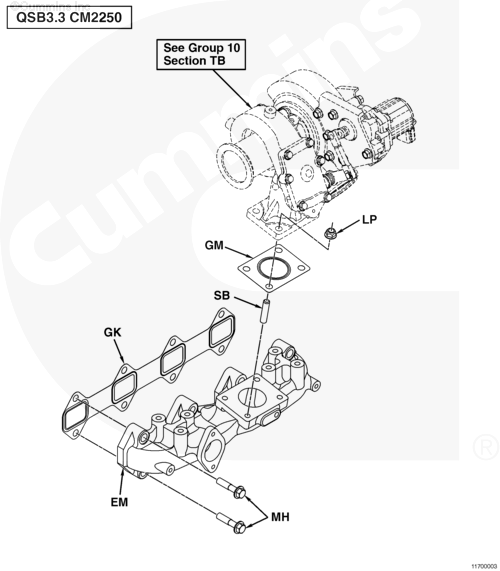 ©Cummins Inc
QSB3.3 CM2250
See Group 10
Section TB
LP
GM
SB
GK
EM
MH
Cummins
®
11700003